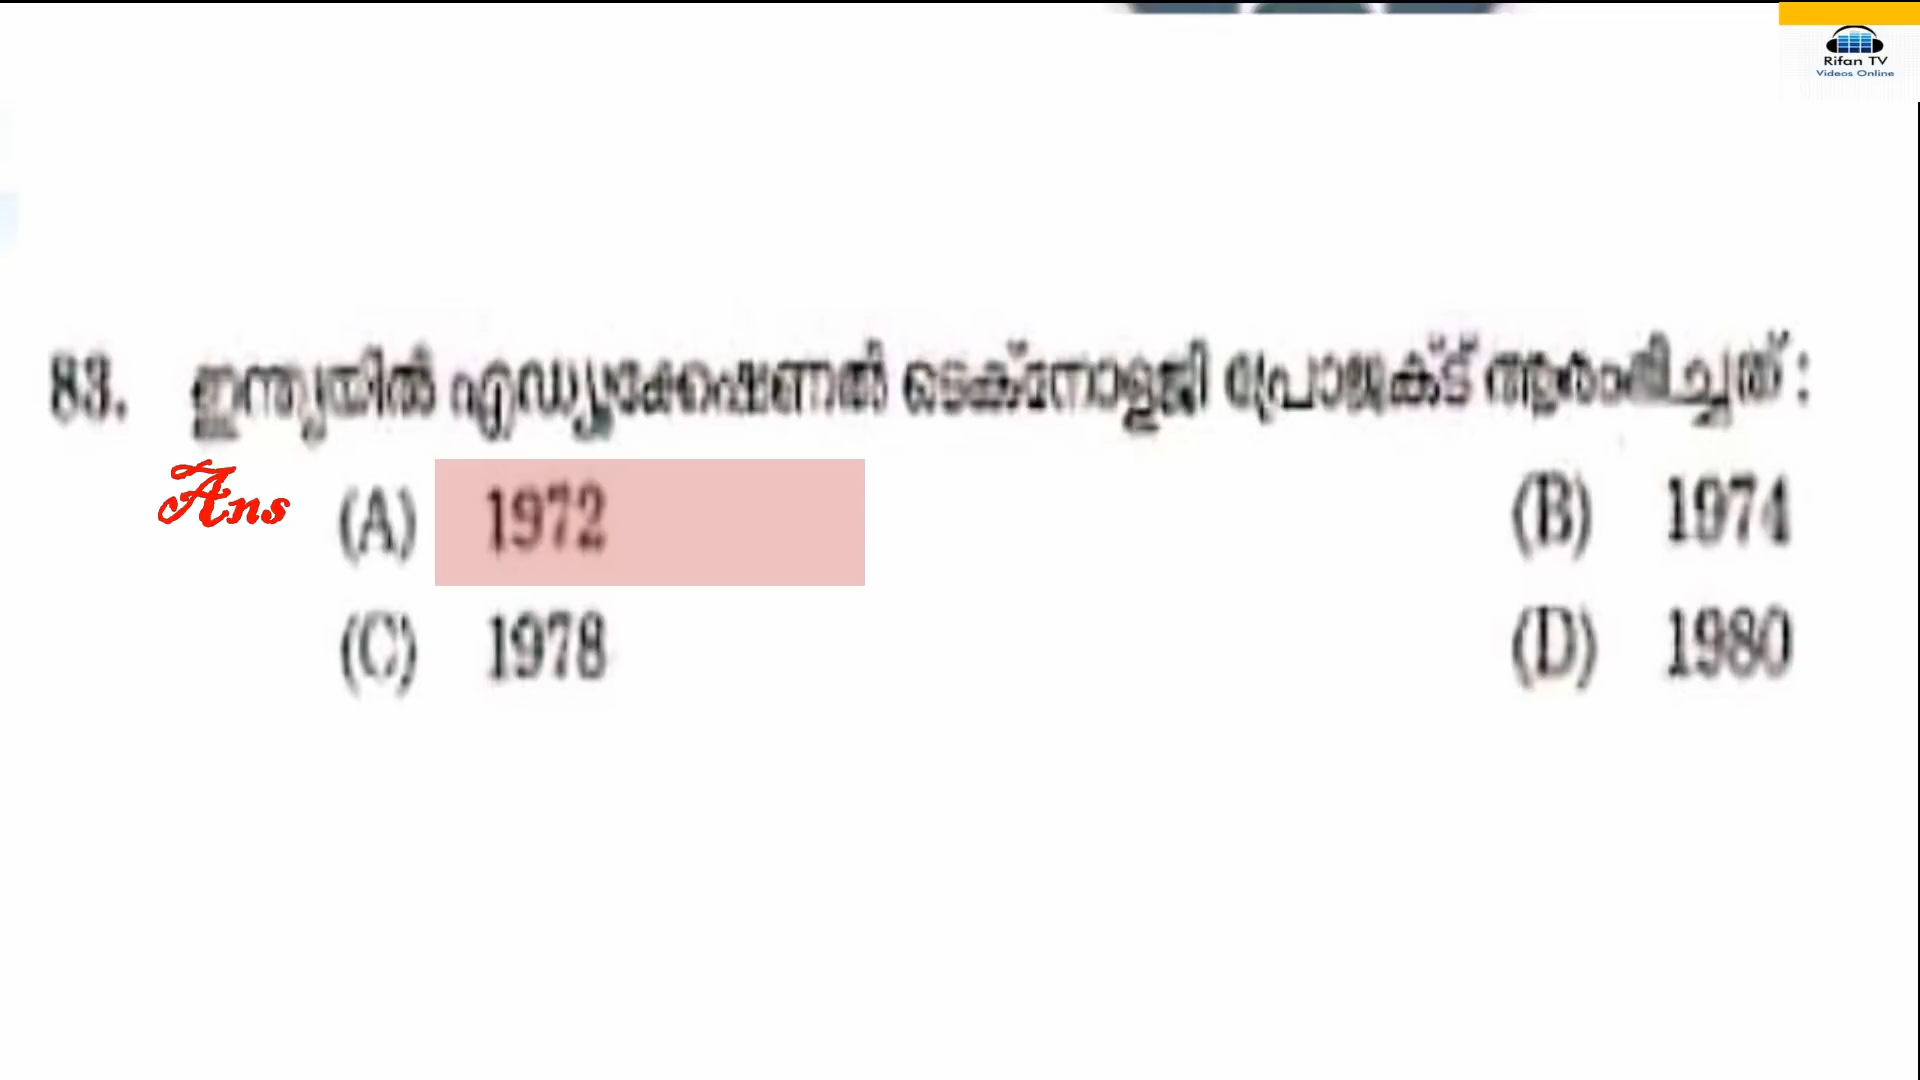 Rifan TV
Videos Online
83. ഇന്ത്യയിൽ എഡ്യൂക്കേഷണൽ ടെക്നോളജി പ്രോജക്ട് ആരംഭിച്ചത് :
Ans (A) 1972 (B) 1974
(C) 1978 (D) 1980